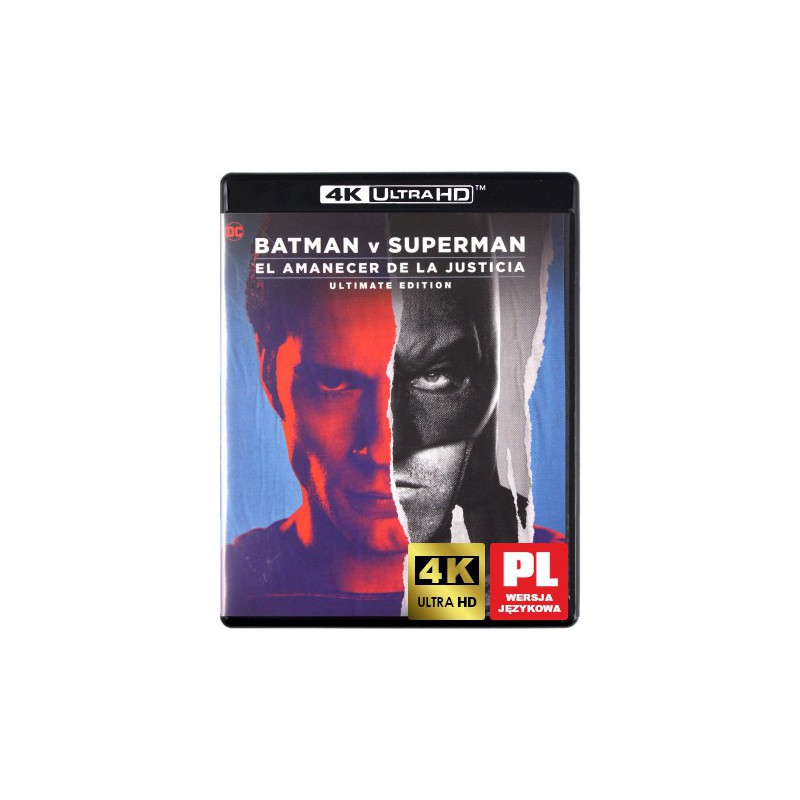 4K ULTRA HD™
DC
BATMAN v SUPERMAN
EL AMANECER DE LA JUSTICIA
ULTIMATE EDITION
4K
ULTRA HD
PL
WERSJA
JĘZYKOWA